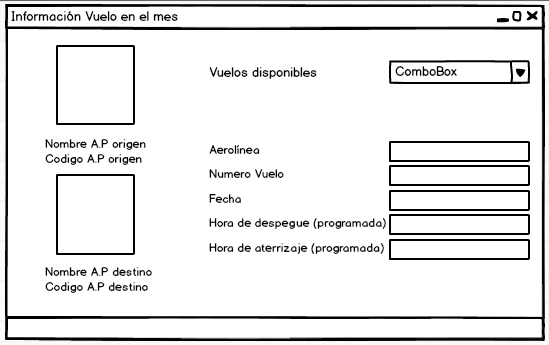 Información Vuelo en el mes
Vuelos disponibles
ComboBox
Nombre A.P origen
Codigo A.P origen
Aerolínea
Numero Vuelo
Fecha
Hora de despegue (programada)
Hora de aterrizaje (programada)
Nombre A.P destino
Codigo A.P destino